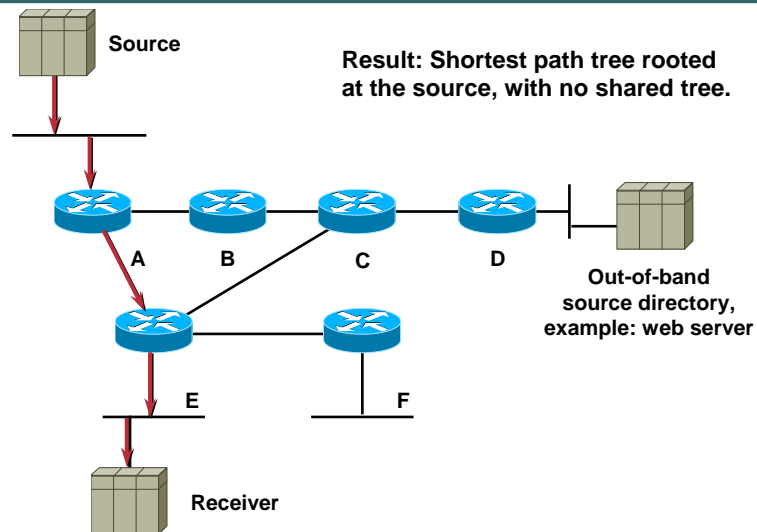 Source
Result: Shortest path tree rooted
at the source, with no shared tree.
A
B
C
D
Out-of-band
source directory,
example: web server
E
F
Receiver